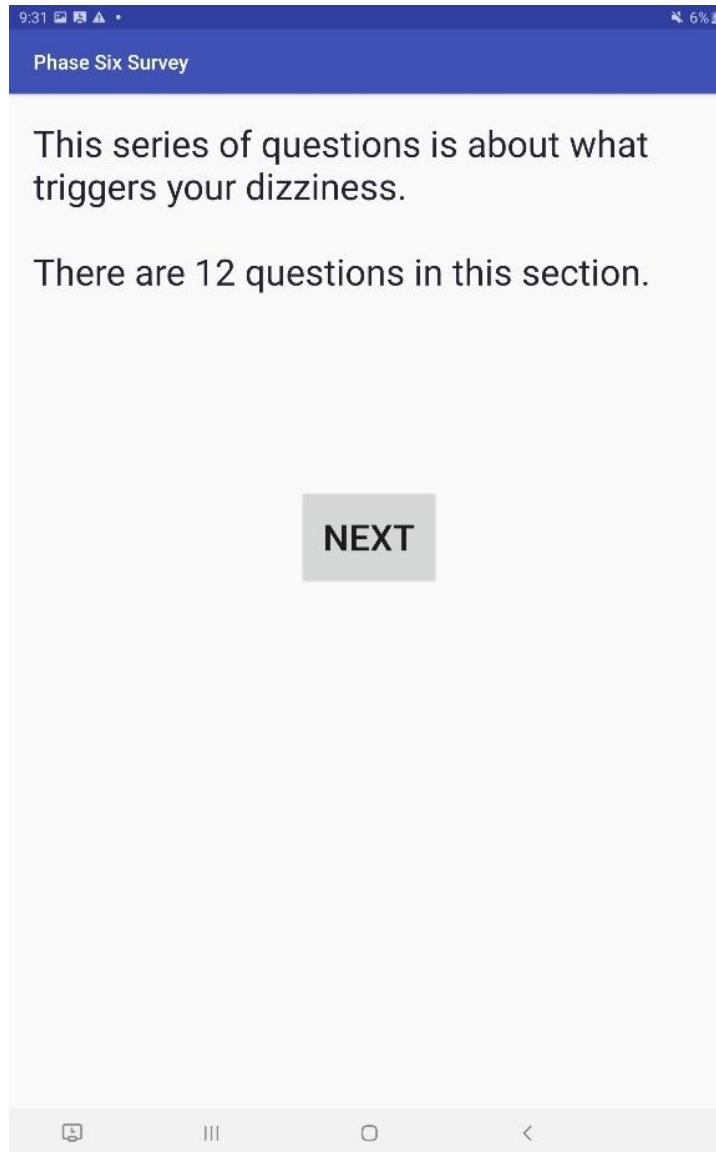 9:31 6%
Phase Six Survey
This series of questions is about what
triggers your dizziness.
There are 12 questions in this section.
NEXT